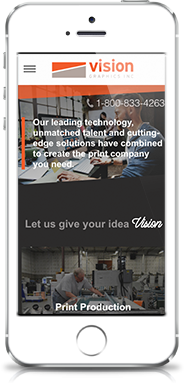 vision
GRAPHICS INC
1-800-833-4263
Our leading technology,
unmatched talent and cutting
edge solutions have combined
to create the print company
you need.
Let us give your idea Vision
Print Production